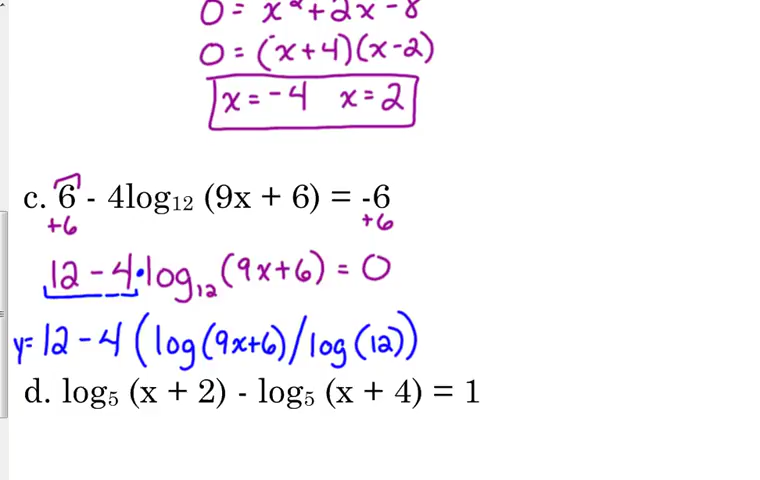 0 = x² + 2x - 8
0 = (x+4)(x-2)
x = -4 x = 2
c. 6 - 4log₁₂ (9x + 6) = -6
+6 +6
12 - 4•log₁₂(9x+6) = 0
y= 12 - 4(log(9x+6)/log(12))
d. log₅ (x + 2) - log₅ (x + 4) = 1